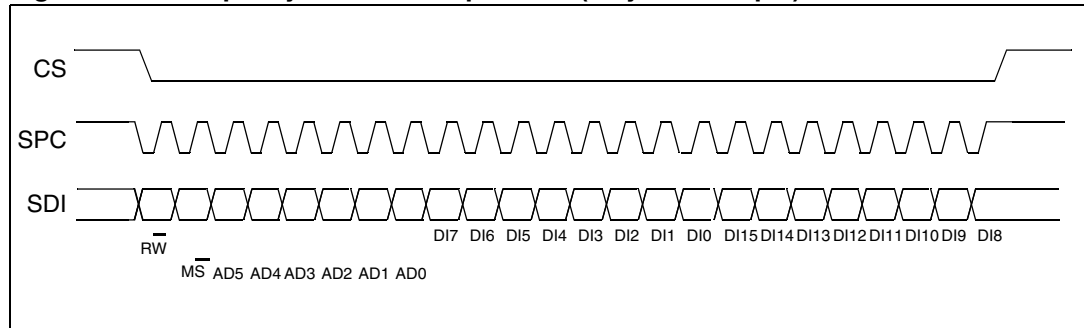 CS
SPC
SDI
DI7 DI6 DI5 DI4 DI3 DI2 DI1 DI0 DI15 DI14 DI13 DI12 DI11 DI10 DI9 DI8
RW
MS AD5 AD4 AD3 AD2 AD1 AD0